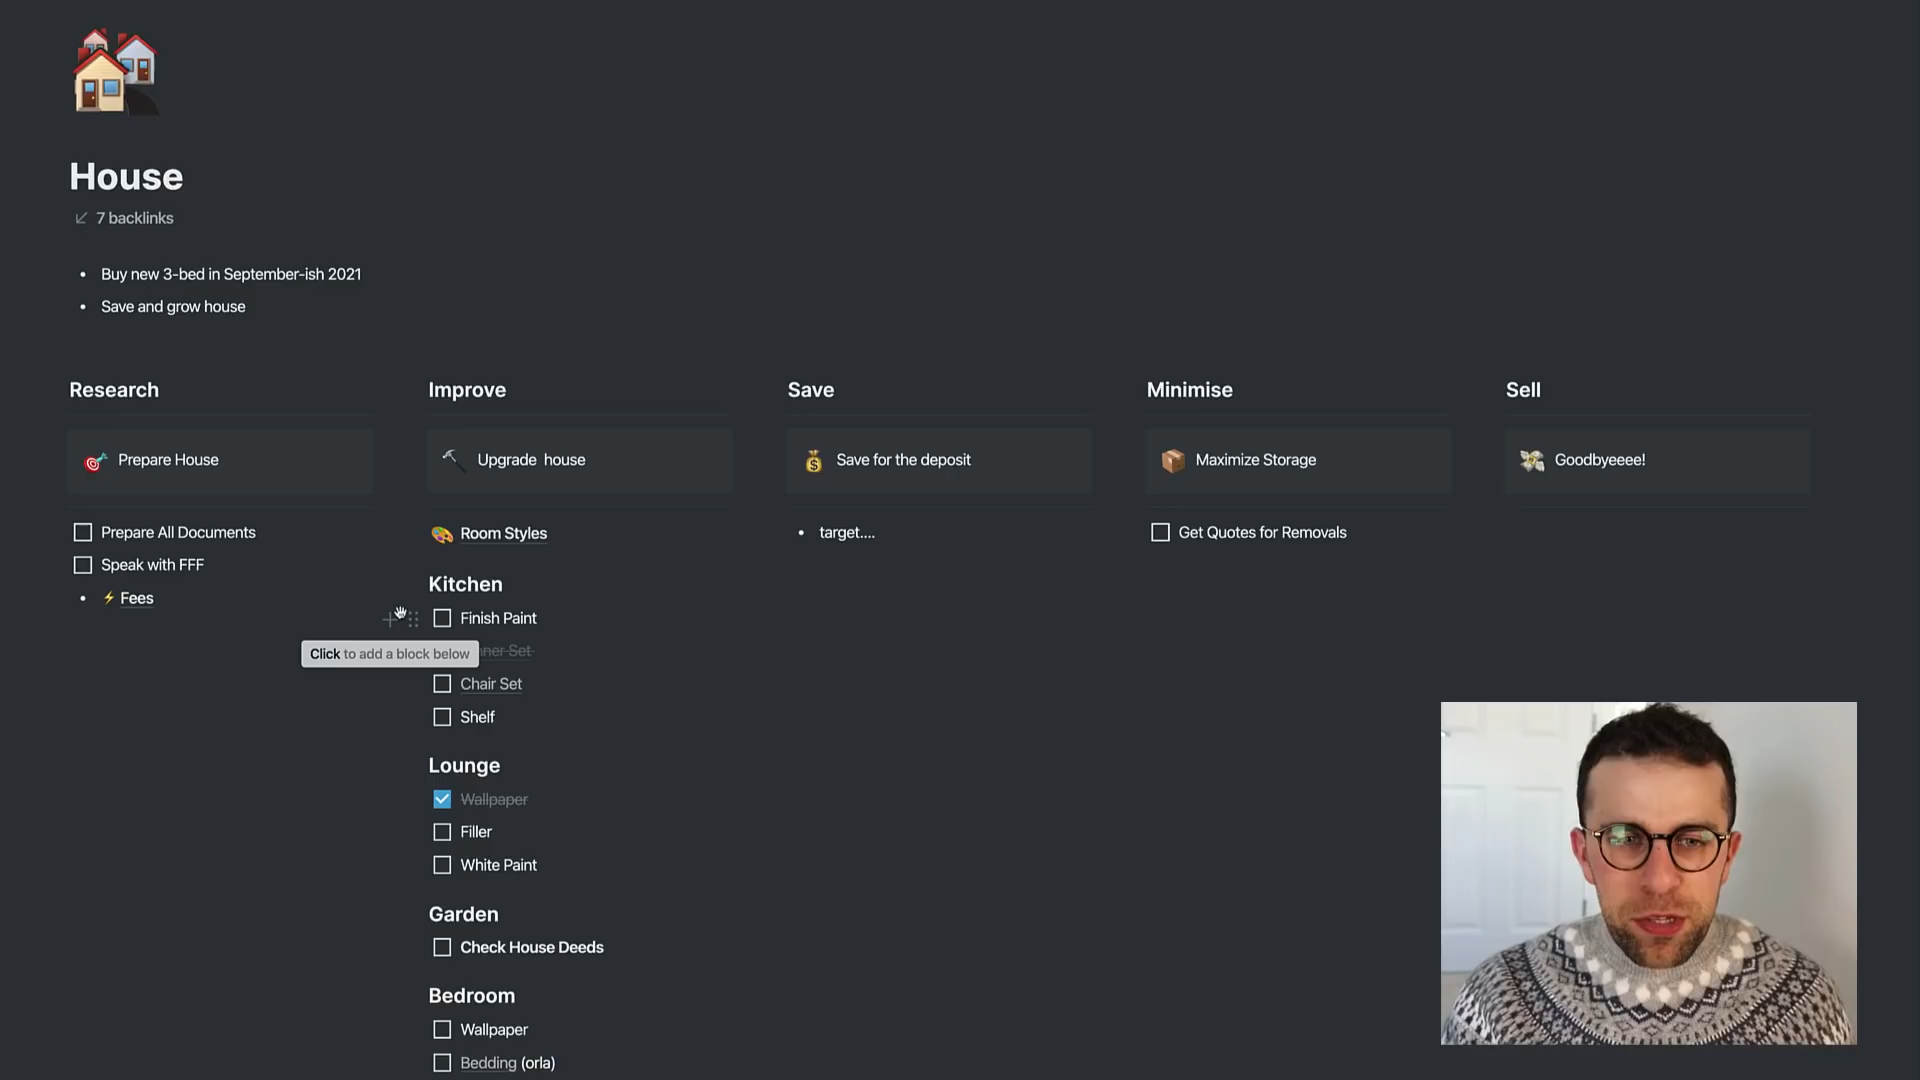 House
7 backlinks
• Buy new 3-bed in September-ish 2021
• Save and grow house
Research
Prepare House
Prepare All Documents
Speak with FFF
• Fees
Improve
Upgrade house
Room Styles
Kitchen
Finish Paint
Click to add a block below
Set
Chair Set
Shelf
Lounge
Wallpaper
Filler
White Paint
Garden
Check House Deeds
Bedroom
Wallpaper
Bedding (orla)
Save
Save for the deposit
• target....
Minimise
Maximize Storage
Get Quotes for Removals
Sell
Goodbyeeee!